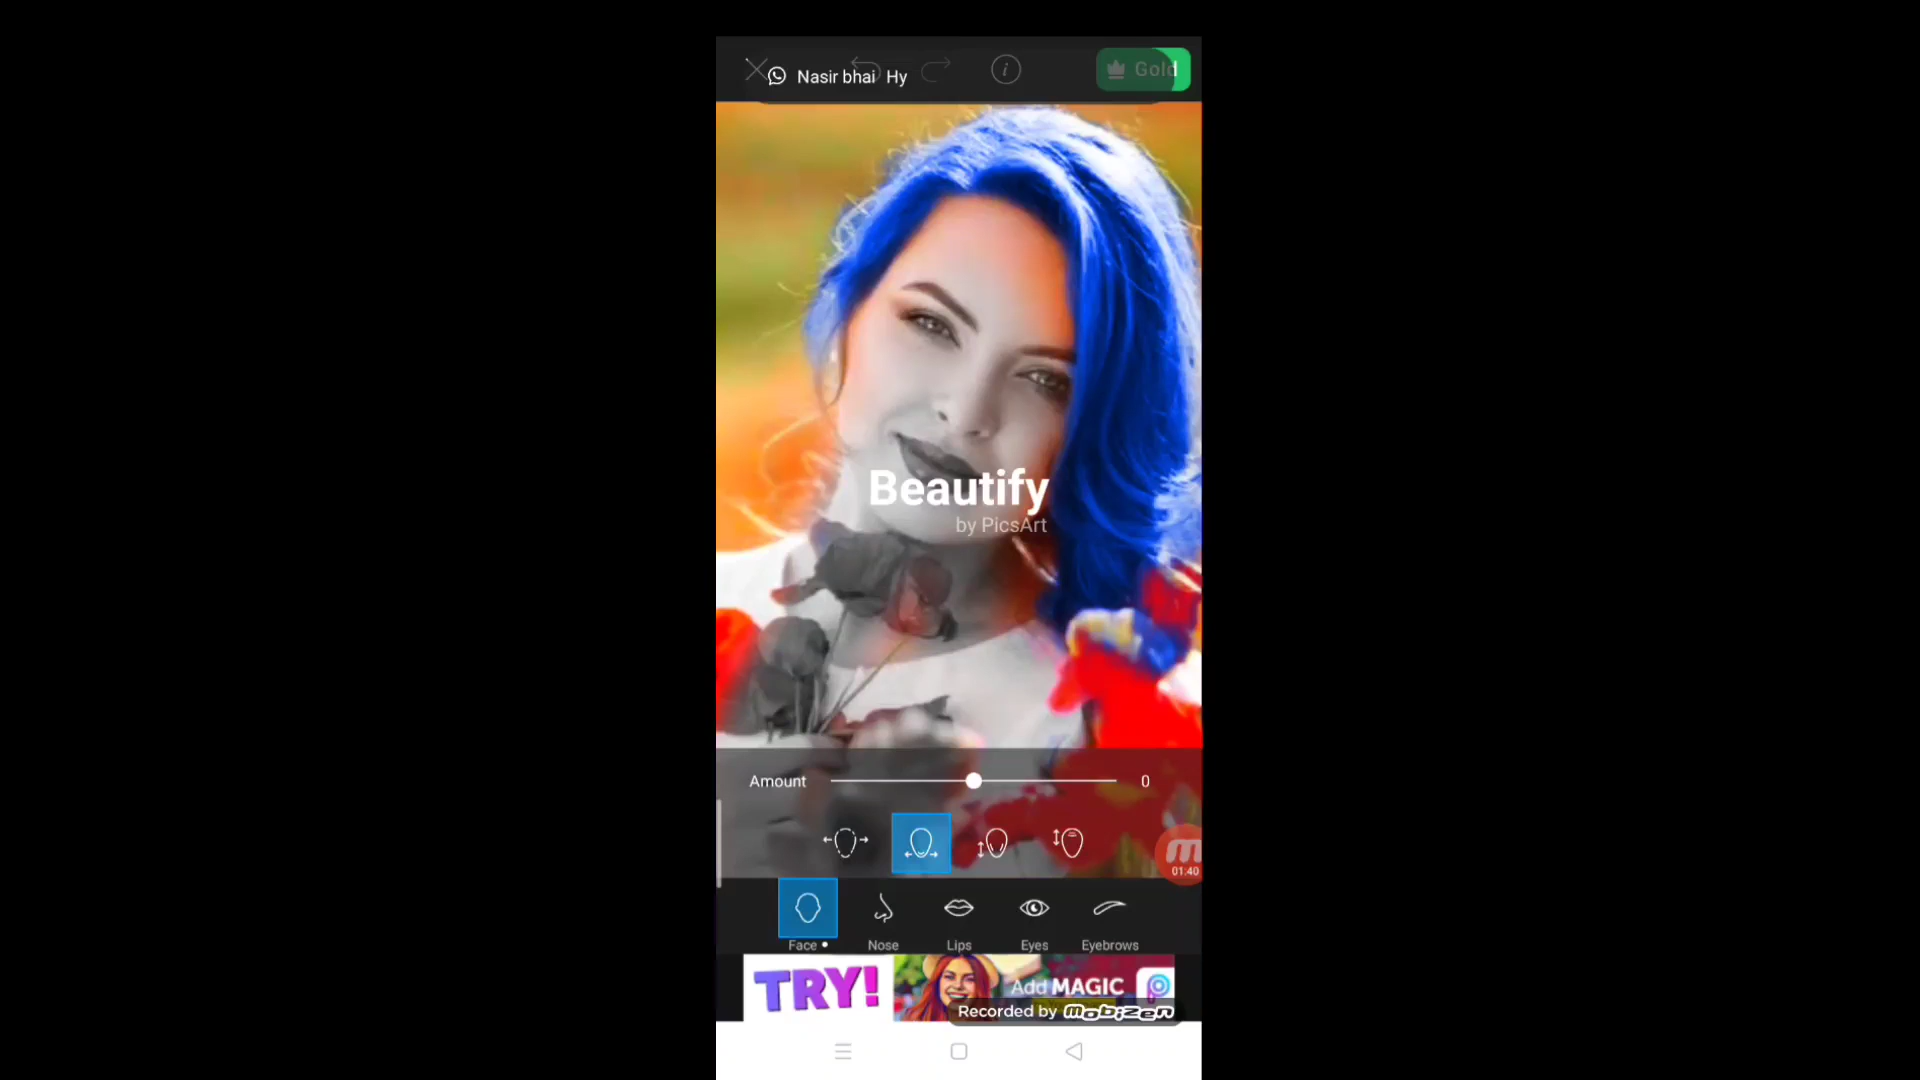 Nasir bhai Hy
Gold
Beautify
by PicsArt
Amount
0
01:40
Face
Nose
Lips
Eyes
Eyebrows
TRY!
Add MAGIC
Recorded by mobizen